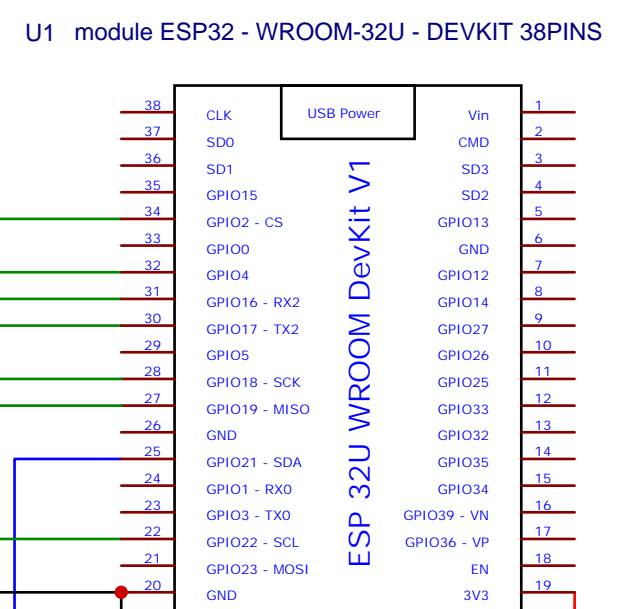 U1 module ESP32 - WROOM-32U - DEVKIT 38PINS
USB Power
ESP 32U WROOM DevKit V1
38 CLK Vin 1
37 SD0 CMD 2
36 SD1 SD3 3
35 GPIO15 SD2 4
34 GPIO2 - CS GPIO13 5
33 GPIO0 GND 6
32 GPIO4 GPIO12 7
31 GPIO16 - RX2 GPIO14 8
30 GPIO17 - TX2 GPIO27 9
29 GPIO5 GPIO26 10
28 GPIO18 - SCK GPIO25 11
27 GPIO19 - MISO GPIO33 12
26 GND GPIO32 13
25 GPIO21 - SDA GPIO35 14
24 GPIO1 - RX0 GPIO34 15
23 GPIO3 - TX0 GPIO39 - VN 16
22 GPIO22 - SCL GPIO36 - VP 17
21 GPIO23 - MOSI EN 18
20 GND 3V3 19